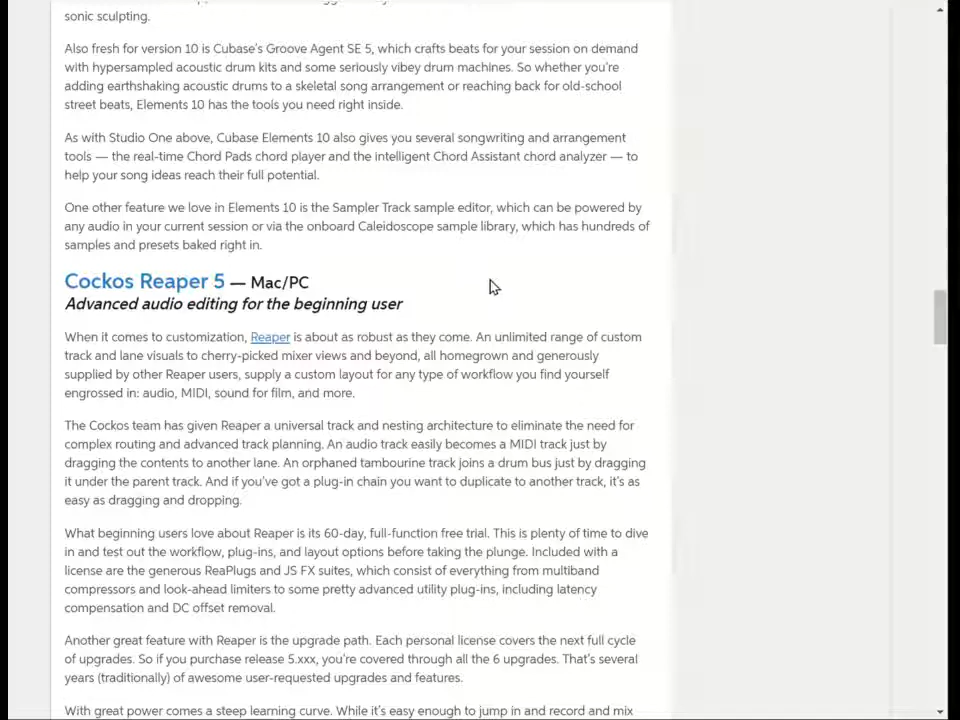 sonic sculpting.
Also fresh for version 10 is Cubase's Groove Agent SE 5, which crafts beats for your session on demand
with hypersampled acoustic drum kits and some seriously vibey drum machines. So whether you're
adding earthshaking acoustic drums to a skeletal song arrangement or reaching back for old-school
street beats, Elements 10 has the tools you need right inside.
As with Studio One above, Cubase Elements 10 also gives you several songwriting and arrangement
tools — the real-time Chord Pads chord player and the intelligent Chord Assistant chord analyzer — to
help your song ideas reach their full potential.
One other feature we love in Elements 10 is the Sampler Track sample editor, which can be powered by
any audio in your current session or via the onboard Caleidoscope sample library, which has hundreds of
samples and presets baked right in.
Cockos Reaper 5 — Mac/PC
Advanced audio editing for the beginning user
When it comes to customization, Reaper is about as robust as they come. An unlimited range of custom
track and lane visuals to cherry-picked mixer views and beyond, all homegrown and generously
supplied by other Reaper users, supply a custom layout for any type of workflow you find yourself
engrossed in: audio, MIDI, sound for film, and more.
The Cockos team has given Reaper a universal track and nesting architecture to eliminate the need for
complex routing and advanced track planning. An audio track easily becomes a MIDI track just by
dragging the contents to another lane. An orphaned tambourine track joins a drum bus just by dragging
it under the parent track. And if you've got a plug-in chain you want to duplicate to another track, it's as
easy as dragging and dropping.
What beginning users love about Reaper is its 60-day, full-function free trial. This is plenty of time to dive
in and test out the workflow, plug-ins, and layout options before taking the plunge. Included with a
license are the generous ReaPlugs and JS FX suites, which consist of everything from multiband
compressors and look-ahead limiters to some pretty advanced utility plug-ins, including latency
compensation and DC offset removal.
Another great feature with Reaper is the upgrade path. Each personal license covers the next full cycle
of upgrades. So if you purchase release 5.xxx, you're covered through all the 6 upgrades. That's several
years (traditionally) of awesome user-requested upgrades and features.
With great power comes a steep learning curve. While it's easy enough to jump in and record and mix